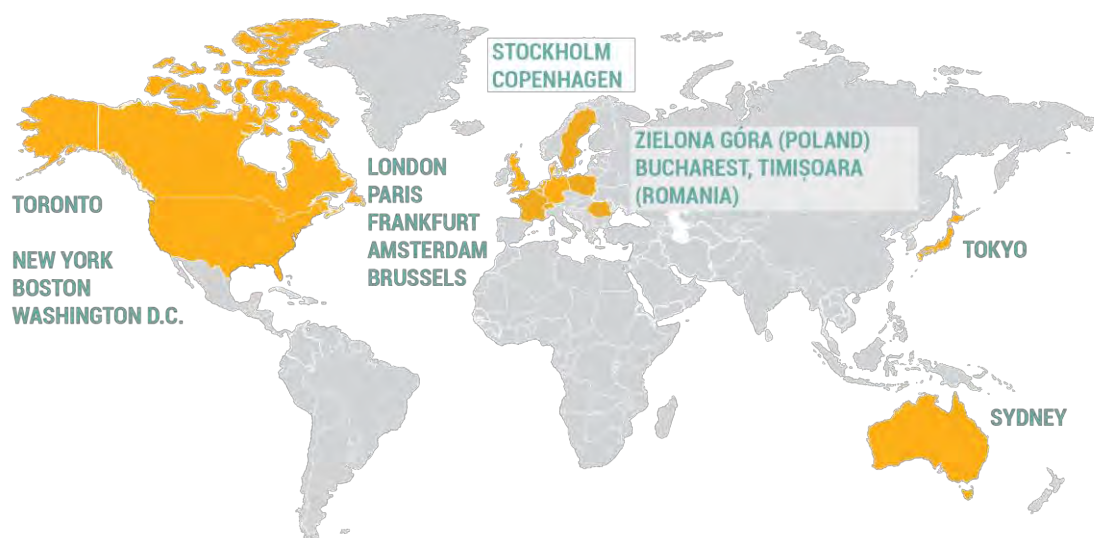 STOCKHOLM
COPENHAGEN
ZIELONA GÓRA (POLAND)
BUCHAREST, TIMIȘOARA
(ROMANIA)
LONDON
PARIS
FRANKFURT
AMSTERDAM
BRUSSELS
TORONTO
NEW YORK
BOSTON
WASHINGTON D.C.
TOKYO
SYDNEY